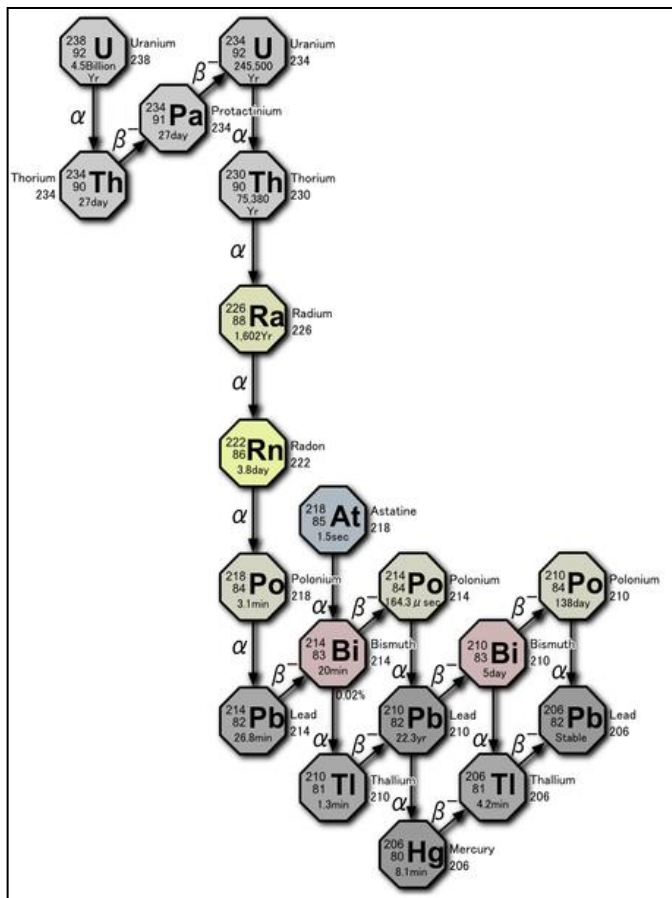 238
92 U
4.5Billion
Yr
Uranium
238
234
92 U
245,500
Yr
Uranium
234
α
β⁻
234
91 Pa
27day
Protactinium
234
β⁻
α
Thorium
234
234
90 Th
27day
230
90 Th
75,380
Yr
Thorium
230
α
226
88 Ra
1,602Yr
Radium
226
α
222
86 Rn
3.8day
Radon
222
α
218
85 At
1.5sec
Astatine
218
218
84 Po
3.1min
Polonium
218
α
214
84 Po
164.3 μ sec
Polonium
214
210
84 Po
138day
Polonium
210
α
β⁻
214
83 Bi
20min
Bismuth
214
0.02%
β⁻
α
β⁻
210
83 Bi
5day
Bismuth
210
β⁻
α
214
82 Pb
26.8min
Lead
214
α
β⁻
210
82 Pb
22.3yr
Lead
210
α
β⁻
206
82 Pb
Stable
Lead
206
210
81 Tl
1.3min
Thallium
210
α
β⁻
206
81 Tl
4.2min
Thallium
206
206
80 Hg
8.1min
Mercury
206